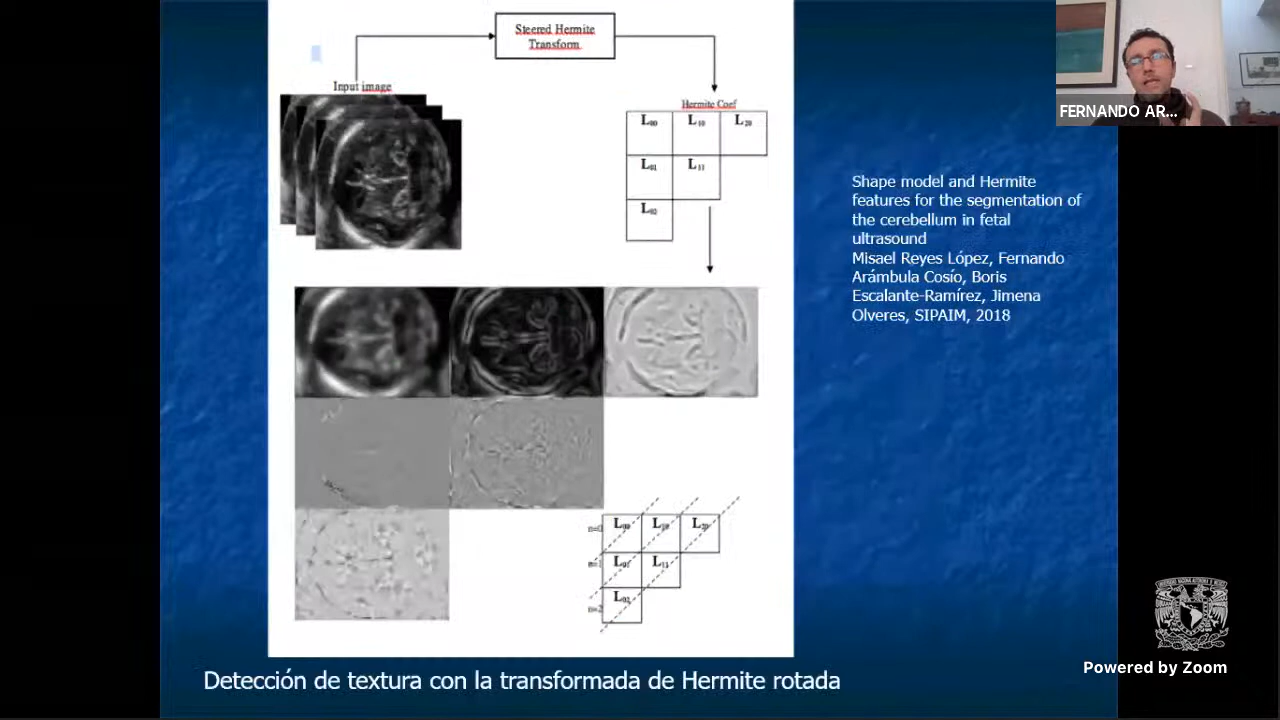 Steered Hermite
Transform
Input image
Hermite Coef
L00 L10 L20
L01 L11
L02
FERNANDO AR...
Shape model and Hermite
features for the segmentation of
the cerebellum in fetal
ultrasound
Misael Reyes López, Fernando
Arámbula Cosío, Boris
Escalante-Ramírez, Jimena
Olveres, SIPAIM, 2018
n=0 L00 L10 L20
n=1 L01 L11
n=2 L02
Detección de textura con la transformada de Hermite rotada
Powered by Zoom